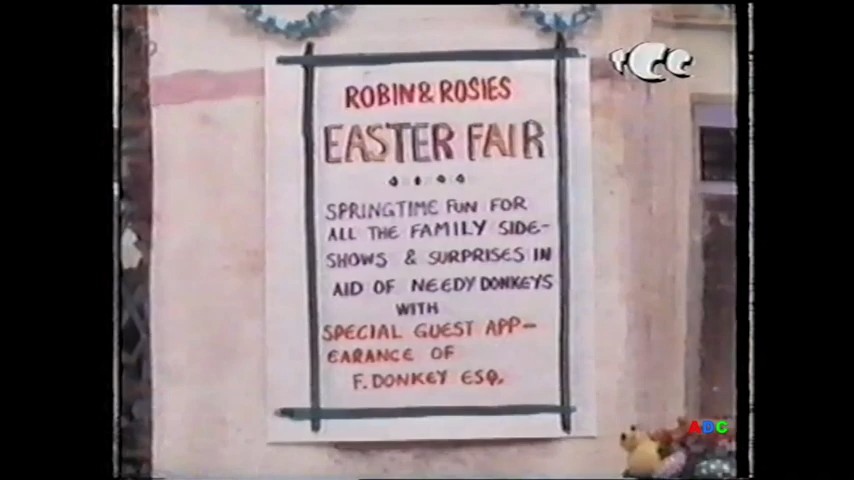 TCC
ROBIN & ROSIES
EASTER FAIR
SPRINGTIME FUN FOR
ALL THE FAMILY SIDE-
SHOWS & SURPRISES IN
AID OF NEEDY DONKEYS
WITH
SPECIAL GUEST APP-
EARANCE OF
F. DONKEY ESQ.
ADC